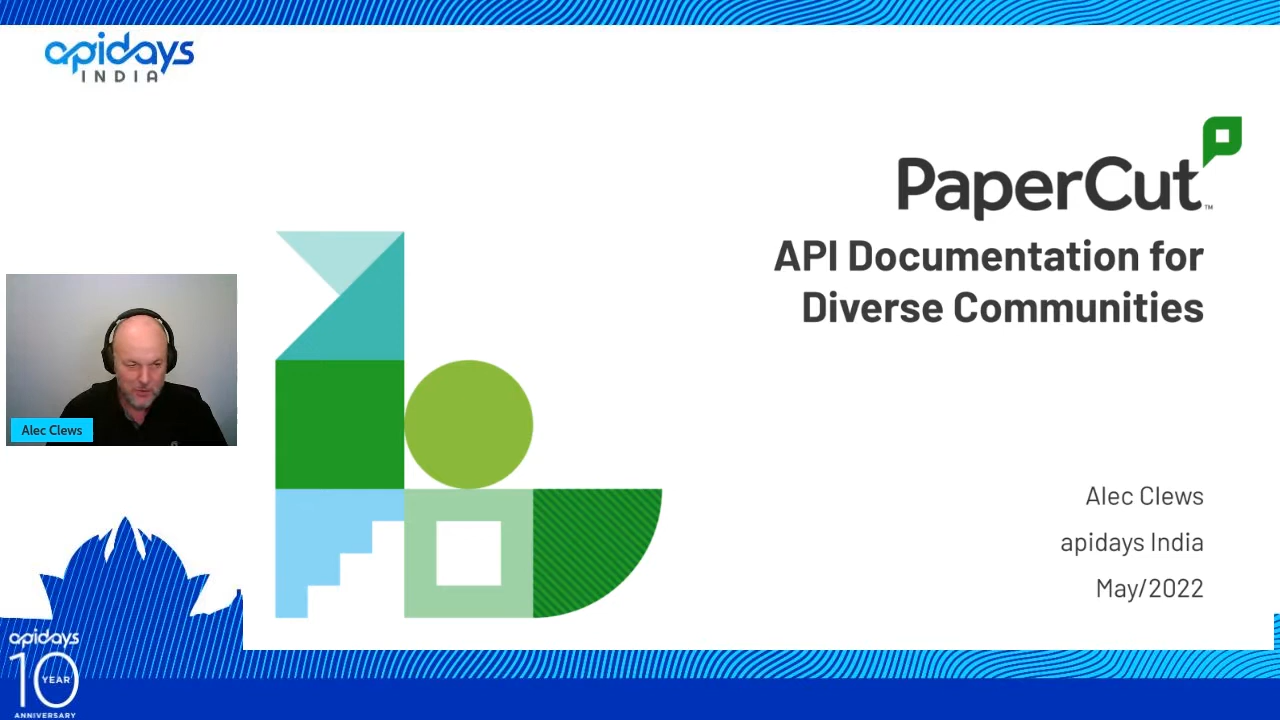 apidays
INDIA
PaperCut™
API Documentation for
Diverse Communities
Alec Clews
Alec Clews
apidays India
May/2022
apidays
10
YEAR
ANNIVERSARY